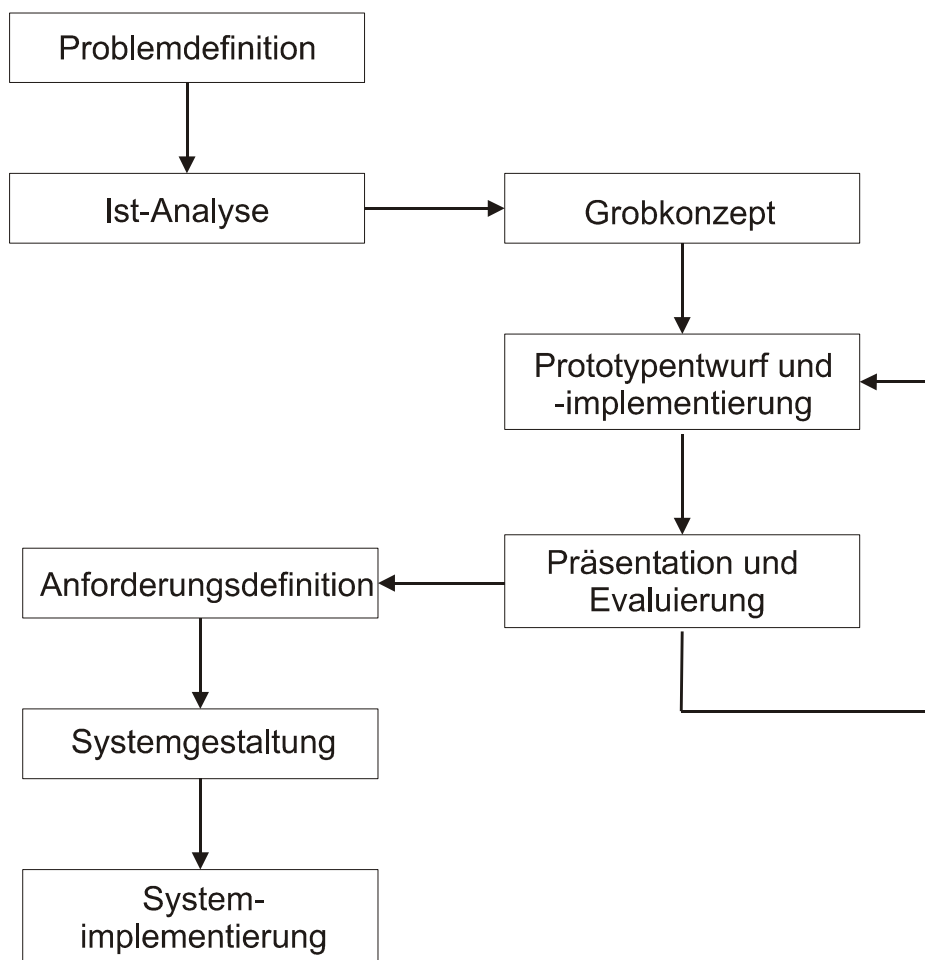 Problemdefinition
Ist-Analyse
Grobkonzept
Prototypentwurf und
-implementierung
Präsentation und
Evaluierung
Anforderungsdefinition
Systemgestaltung
System-
implementierung